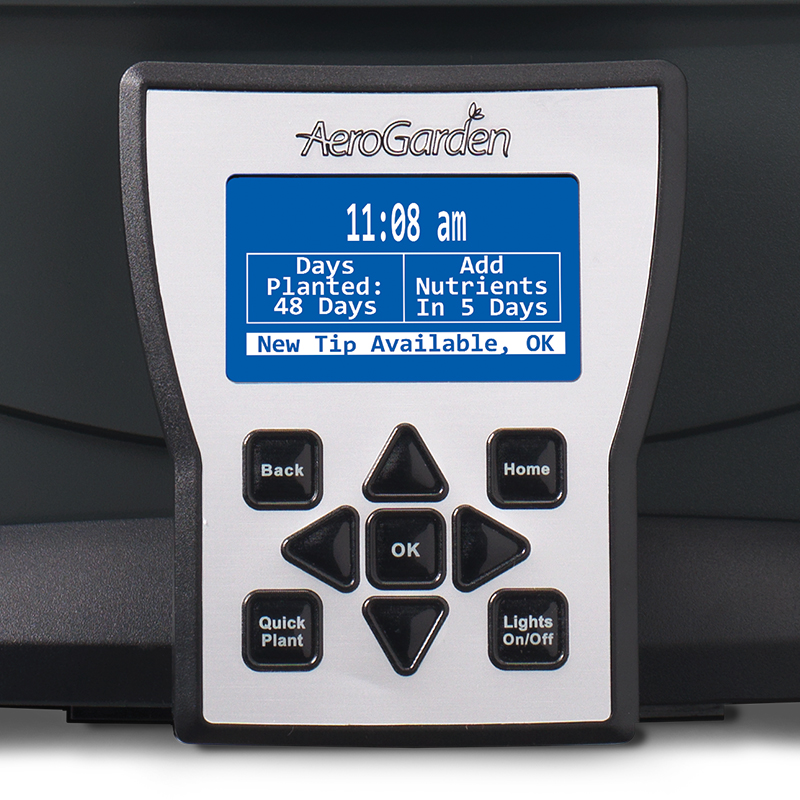 AeroGarden
11:08 am
Days
Planted:
48 Days
Add
Nutrients
In 5 Days
New Tip Available, OK
Back
Home
OK
Quick
Plant
Lights
On/Off